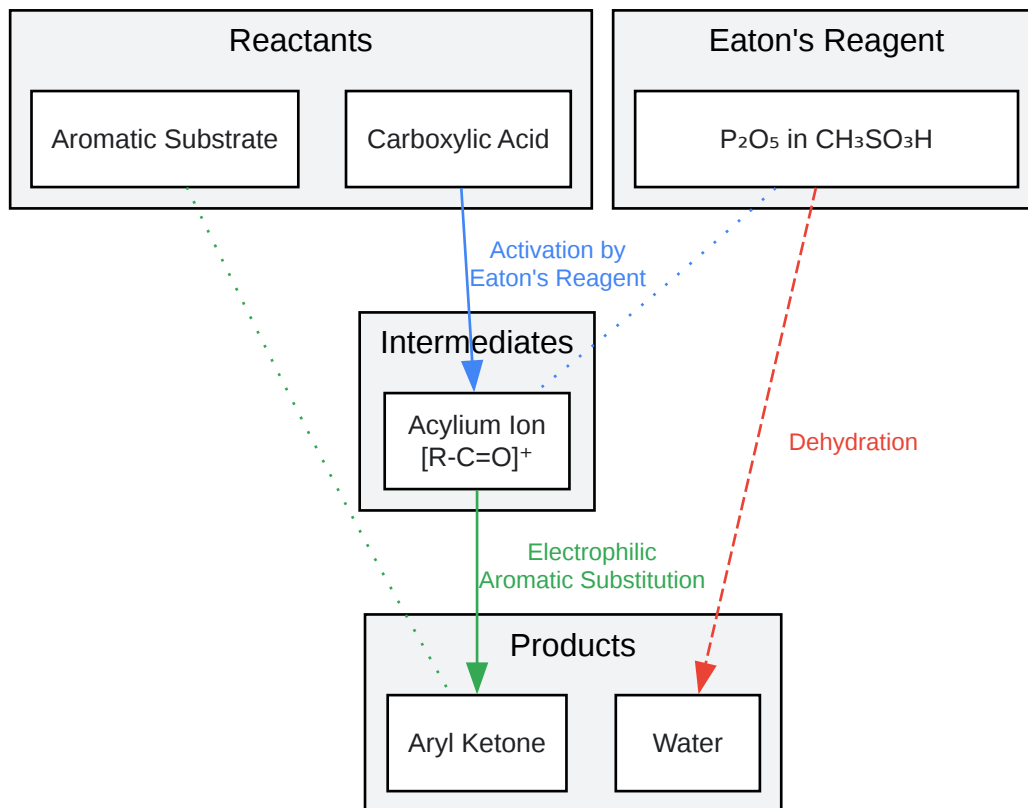 Reactants
Eaton's Reagent
Aromatic Substrate
Carboxylic Acid
P₂O₅ in CH₃SO₃H
Activation by
Eaton's Reagent
Intermediates
Acylium Ion
[R-C=O]⁺
Dehydration
Electrophilic
Aromatic Substitution
Products
Aryl Ketone
Water